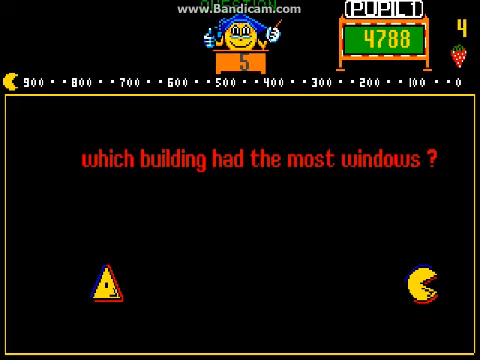 www.Bandicam.com
QUESTION
5
PUPIL 1
4788
4
900 800 700 600 500 400 300 200 100 0
which building had the most windows ?